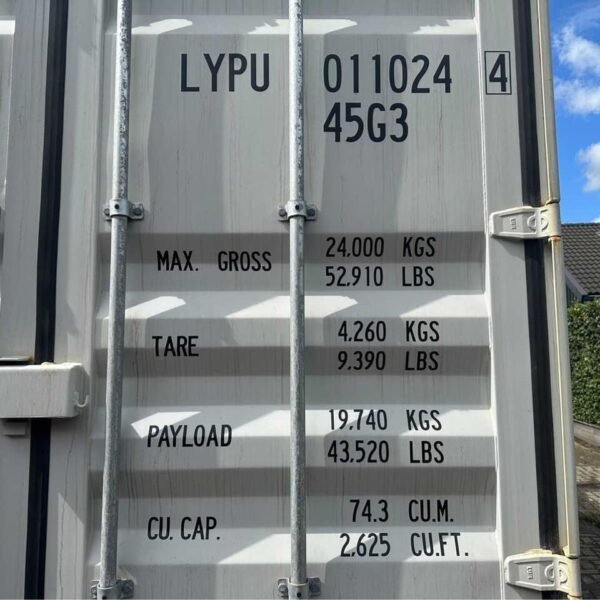 LYPU 011024 4
45G3
MAX. GROSS 24.000 KGS
52.910 LBS
TARE 4.260 KGS
9.390 LBS
PAYLOAD 19.740 KGS
43.520 LBS
CU. CAP. 74.3 CU.M.
2.625 CU.FT.